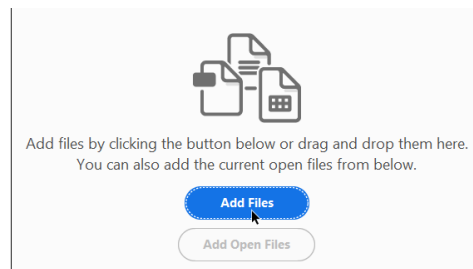 Add files by clicking the button below or drag and drop them here.
You can also add the current open files from below.
Add Files
Add Open Files